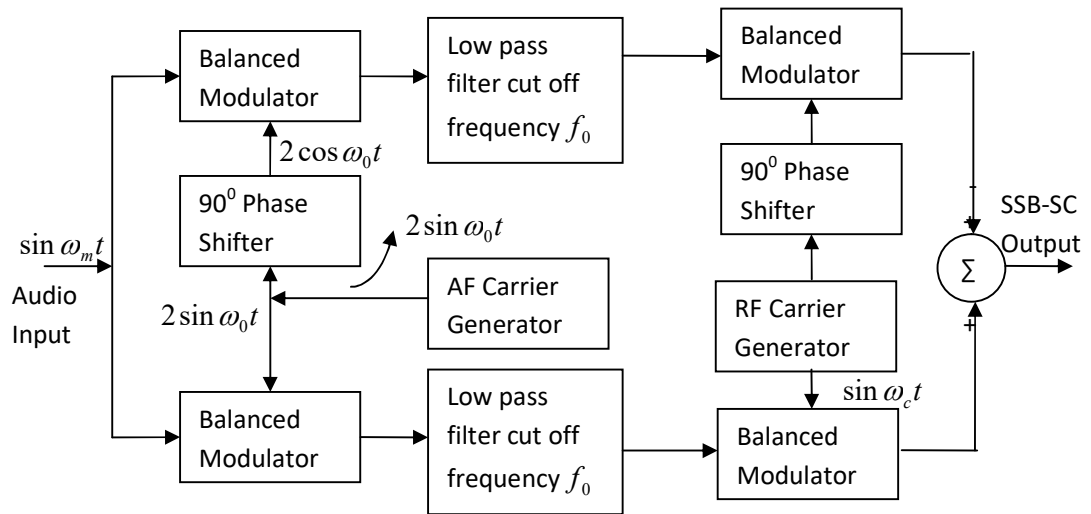 Balanced
Modulator
Low pass
filter cut off
frequency f₀
Balanced
Modulator
2 cos ω₀t
90⁰ Phase
Shifter
90⁰ Phase
Shifter
-
+
SSB-SC
Output
sin ωₘt
Audio
Input
2 sin ω₀t
2 sin ω₀t
AF Carrier
Generator
RF Carrier
Generator
Σ
+
sin ω_c t
Balanced
Modulator
Low pass
filter cut off
frequency f₀
Balanced
Modulator